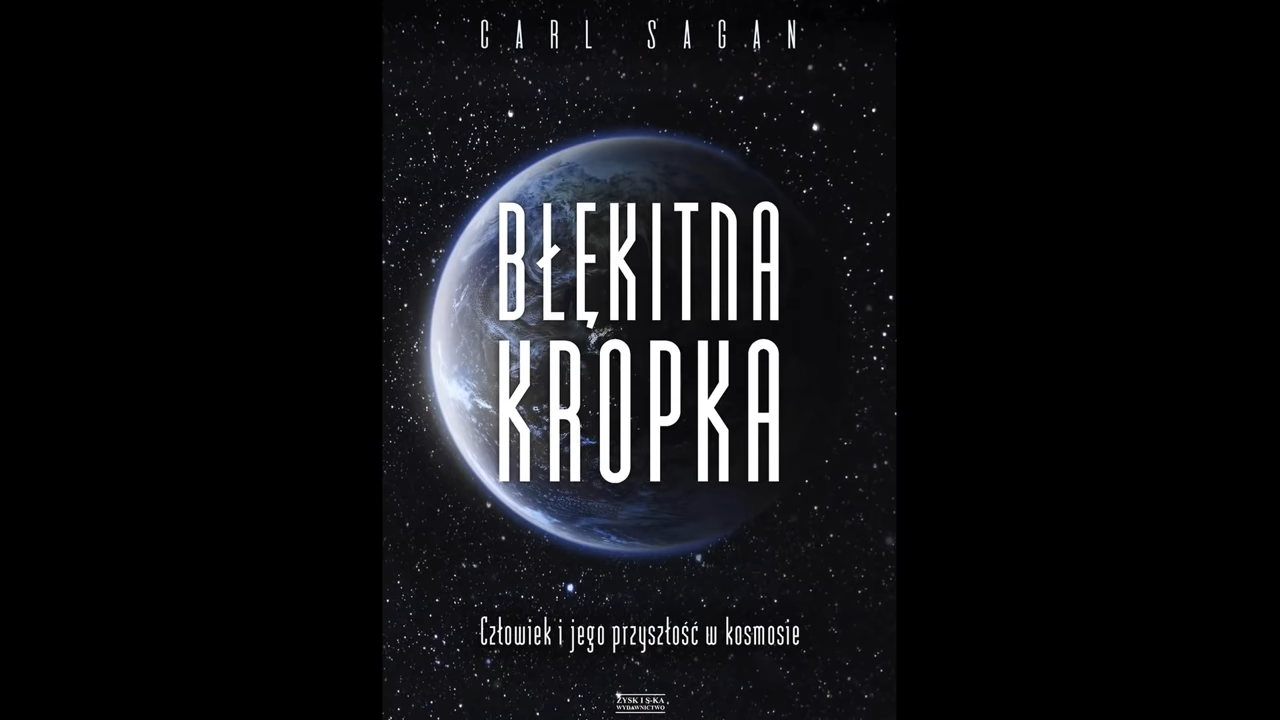 CARL SAGAN
BŁĘKITNA
KROPKA
Człowiek i jego przyszłość w kosmosie
ZYSK I S-KA
WYDAWNICTWO